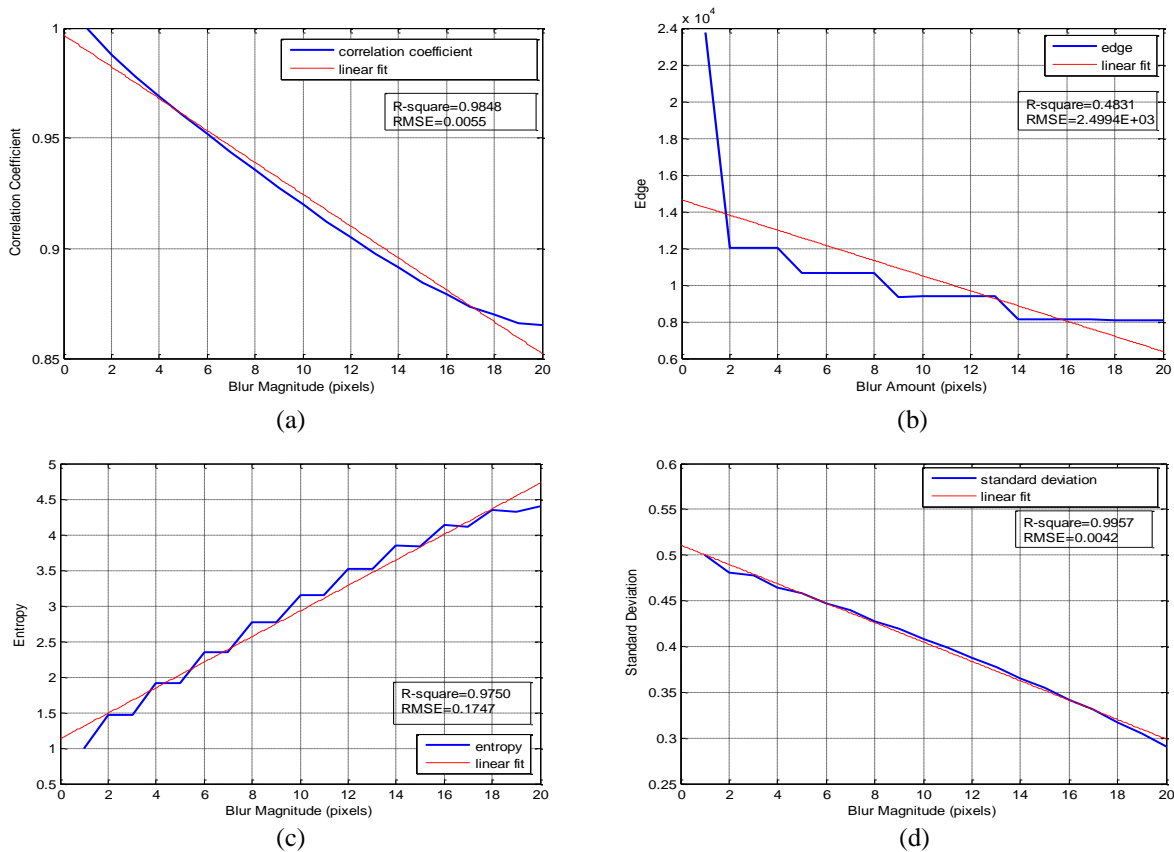 1
0.95
0.9
0.85
0 2 4 6 8 10 12 14 16 18 20
Blur Magnitude (pixels)
Correlation Coefficient
correlation coefficient
linear fit
R-square=0.9848
RMSE=0.0055
(a)
x 10⁴
2.4
2.2
2
1.8
1.6
1.4
1.2
1
0.8
0.6
0 2 4 6 8 10 12 14 16 18 20
Blur Amount (pixels)
Edge
edge
linear fit
R-square=0.4831
RMSE=2.4994E+03
(b)
5
4.5
4
3.5
3
2.5
2
1.5
1
0.5
0 2 4 6 8 10 12 14 16 18 20
Blur Magnitude (pixels)
Entropy
R-square=0.9750
RMSE=0.1747
entropy
linear fit
(c)
0.6
0.55
0.5
0.45
0.4
0.35
0.3
0.25
0 2 4 6 8 10 12 14 16 18 20
Blur Magnitude (pixels)
Standard Deviation
standard deviation
linear fit
R-square=0.9957
RMSE=0.0042
(d)